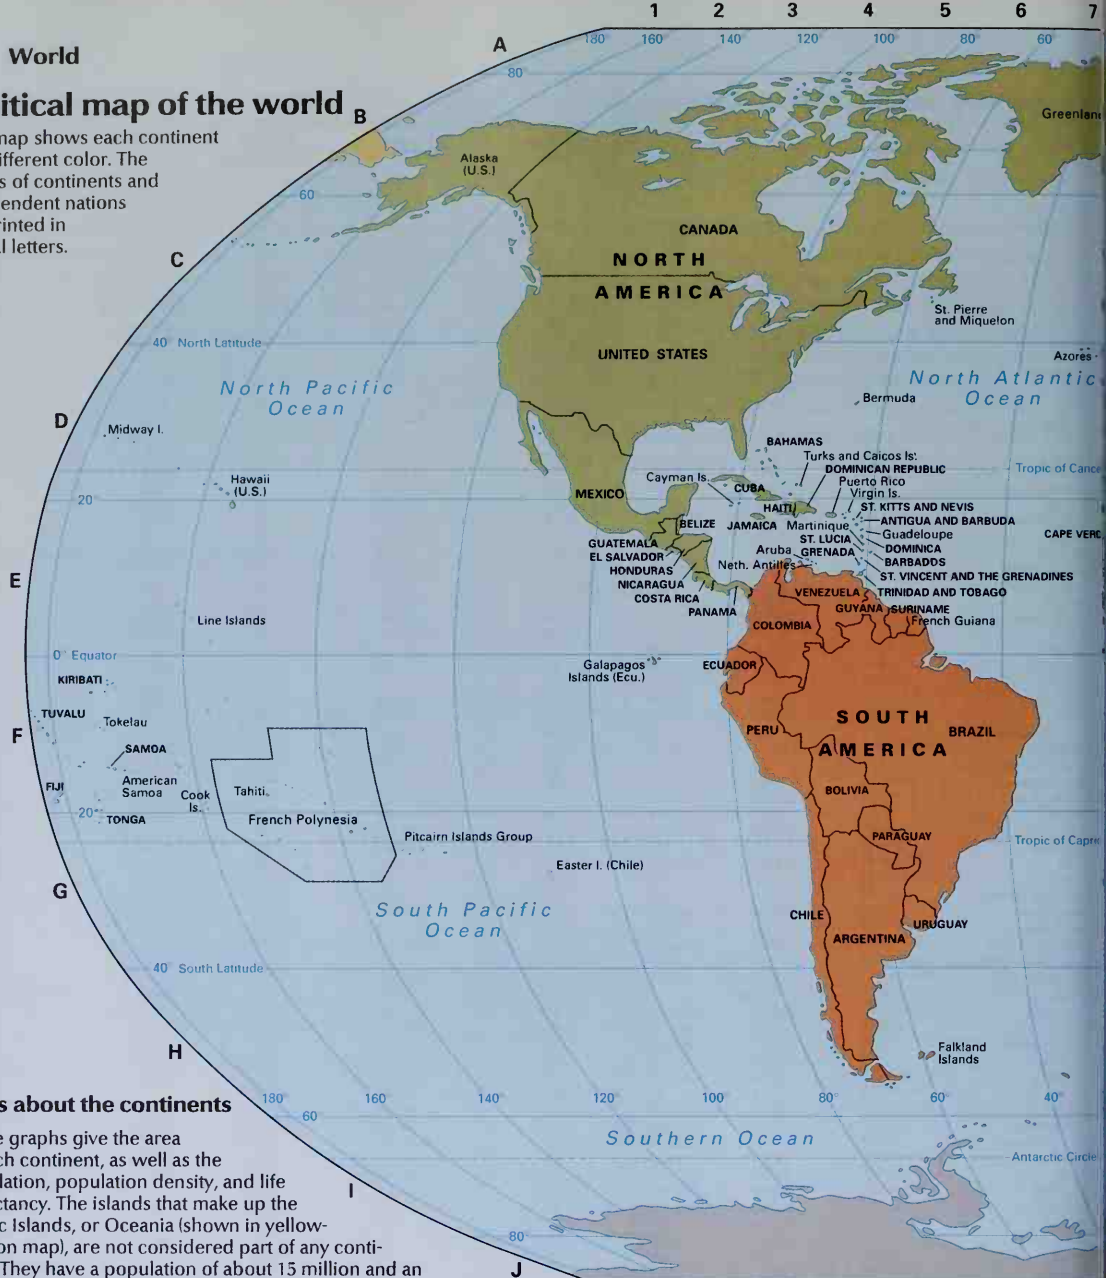 World
itical map of the world
map shows each continent
ifferent color. The
s of continents and
pendent nations
rinted in
l letters.
1 2 3 4 5 6 7
A
180 160 140 120 100 80 60
80
B
Greenlan
Alaska
(U.S.)
60
CANADA
C
NORTH
AMERICA
St. Pierre
and Miquelon
40 North Latitude
UNITED STATES
Azores
North Pacific
Ocean
North Atlantic
Ocean
Bermuda
D
Midway I.
BAHAMAS
Turks and Caicos Is.
Tropic of Cance
DOMINICAN REPUBLIC
Hawaii
(U.S.)
Cayman Is.
Puerto Rico
CUBA
Virgin Is.
20
MEXICO
HAITI
ST. KITTS AND NEVIS
BELIZE
JAMAICA
Martinique
ANTIGUA AND BARBUDA
Guadeloupe
CAPE VERD
GUATEMALA
ST. LUCIA
DOMINICA
EL SALVADOR
Aruba
GRENADA
BARBADOS
HONDURAS
Neth. Antilles
ST. VINCENT AND THE GRENADINES
E
NICARAGUA
TRINIDAD AND TOBAGO
COSTA RICA
VENEZUELA
PANAMA
GUYANA
SURINAME
French Guiana
Line Islands
COLOMBIA
0° Equator
Galapagos
Islands (Ecu.)
ECUADOR
KIRIBATI
TUVALU
Tokelau
SOUTH
AMERICA
F
PERU
BRAZIL
SAMOA
FIJI
American
Samoa
Cook
Is.
Tahiti
BOLIVIA
20°
TONGA
French Polynesia
Pitcairn Islands Group
PARAGUAY
Tropic of Capri
Easter I. (Chile)
G
South Pacific
Ocean
CHILE
URUGUAY
ARGENTINA
40 South Latitude
H
Falkland
Islands
180 160 140 120 100 80 60 40
60
s about the continents
e graphs give the area
ch continent, as well as the
lation, population density, and life
ctancy. The islands that make up the
c Islands, or Oceania (shown in yellow-
on map), are not considered part of any conti-
They have a population of about 15 million and an
Southern Ocean
Antarctic Circle
I
80
J